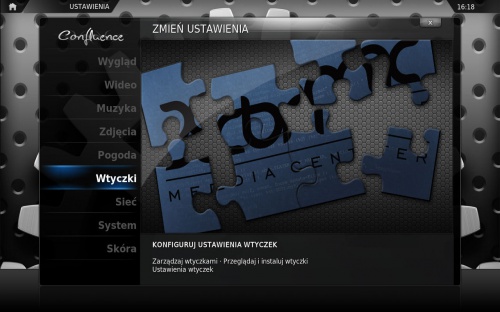 USTAWIENIA
16:18
ZMIEŃ USTAWIENIA
x
Confluence
Wygląd
Wideo
Muzyka
Zdjęcia
Pogoda
Wtyczki
Sieć
System
Skóra
MEDIA CENTER
KONFIGURUJ USTAWIENIA WTYCZEK
Zarządzaj wtyczkami - Przeglądaj i instaluj wtyczki
Ustawienia wtyczek